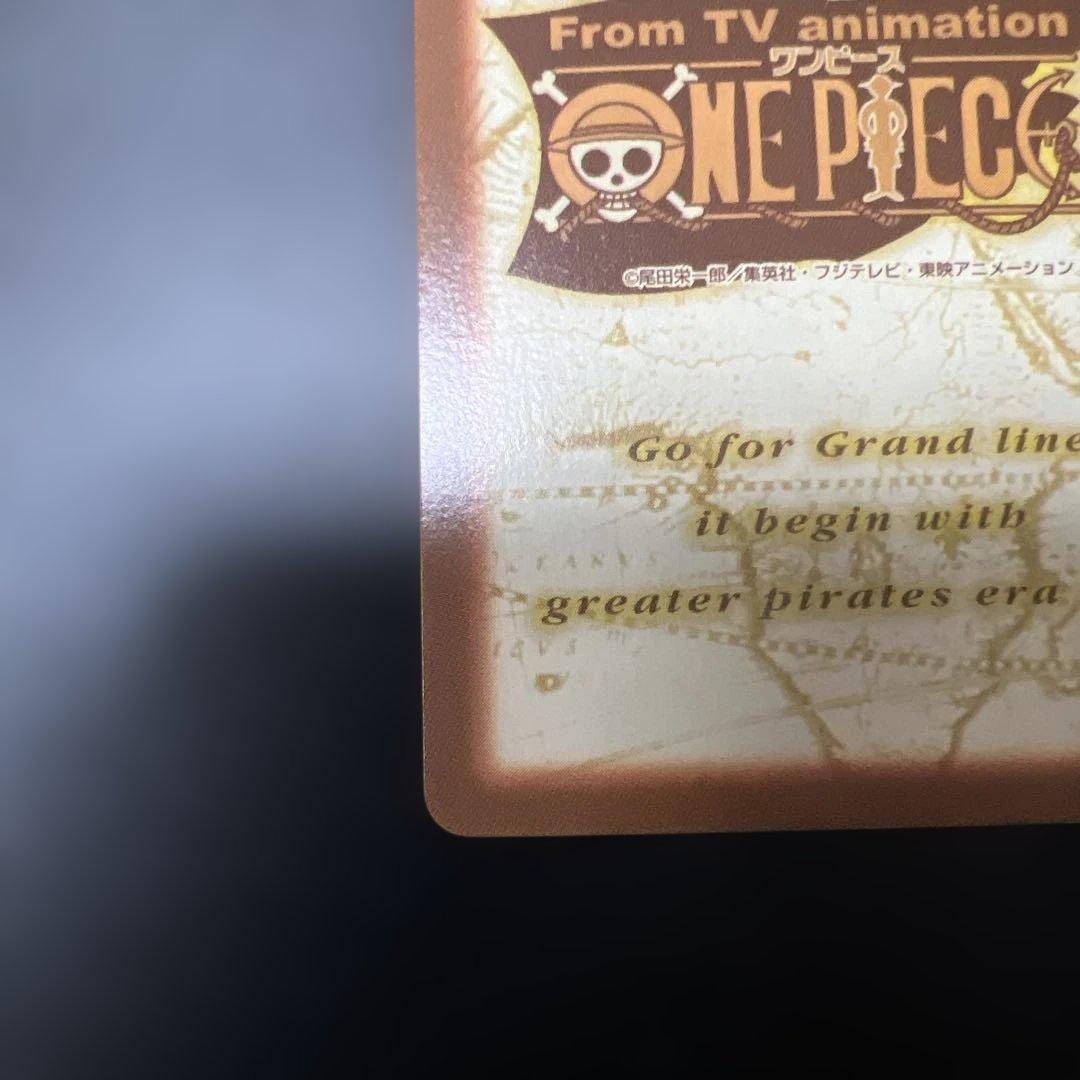 From TV animation
ワンピース
ONE PIECE
©尾田栄一郎／集英社・フジテレビ・東映アニメーション
Go for Grand line
it begin with
greater pirates era